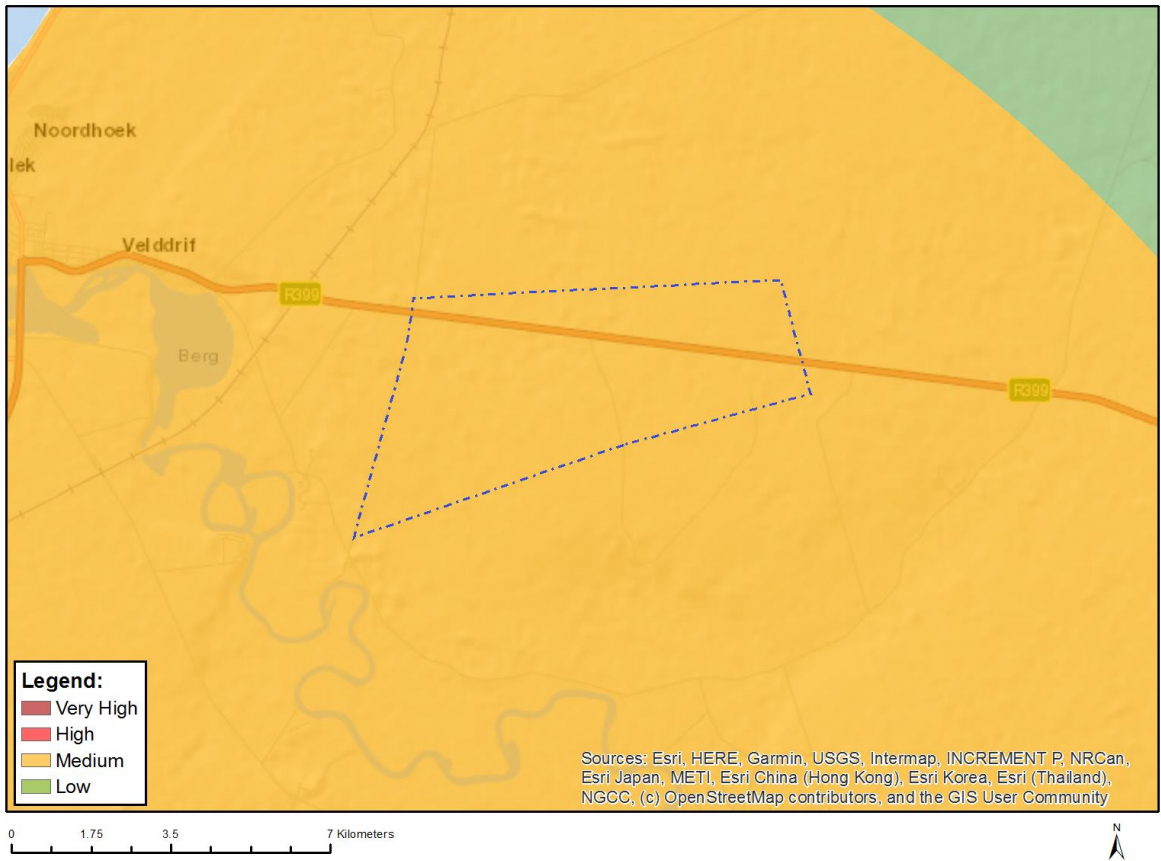 Noordhoek
lek
Velddrif
R399
Berg
R399
Legend:
Very High
High
Medium
Low
Sources: Esri, HERE, Garmin, USGS, Intermap, INCREMENT P, NRCan,
Esri Japan, METI, Esri China (Hong Kong), Esri Korea, Esri (Thailand),
NGCC, (c) OpenStreetMap contributors, and the GIS User Community
0 1.75 3.5 7 Kilometers
N